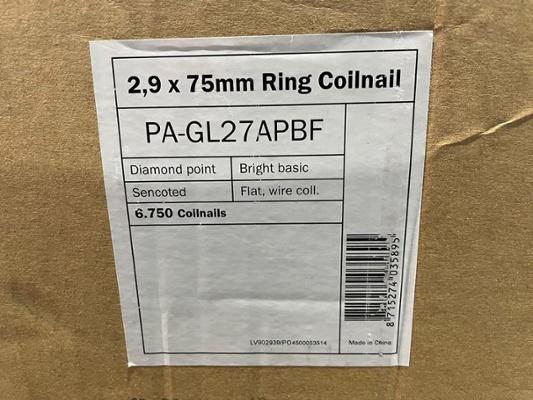 2,9 x 75mm Ring Coilnail
PA-GL27APBF
Diamond point
Bright basic
Sencoted
Flat, wire coll.
6.750 Coilnails
8 715274 035895
LV90293B/PO4500053514
Made in China